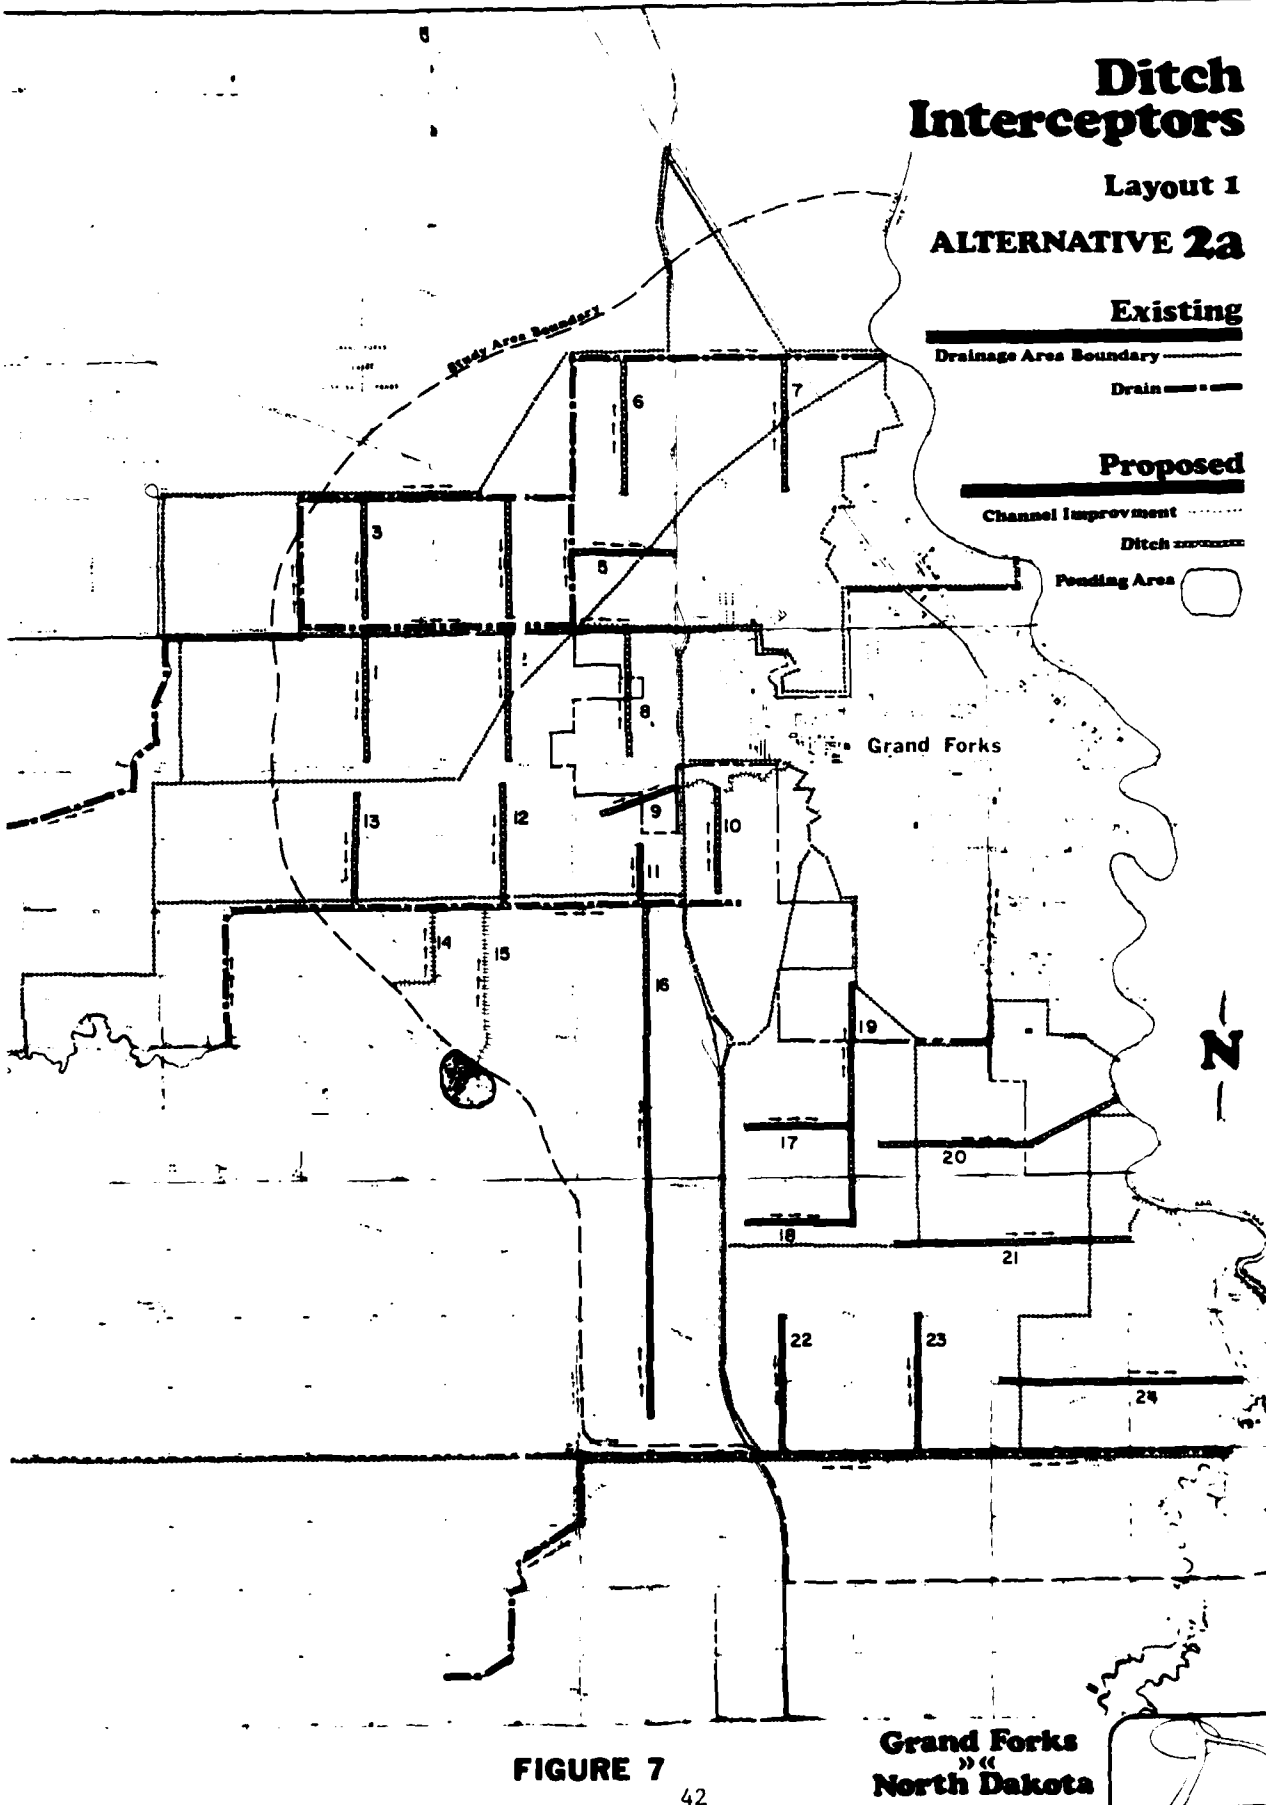 Ditch
Interceptors
Layout 1
ALTERNATIVE 2a
Existing
Drainage Area Boundary
Drain
Proposed
Channel Improvment
Ditch
Ponding Area
Study Area Boundary
6
7
3
5
8
Grand Forks
9
10
11
12
13
14
15
16
19
17
20
18
21
22
23
24
N
FIGURE 7
42
Grand Forks
»«
North Dakota